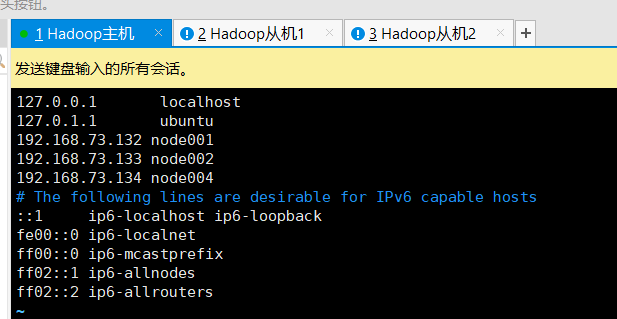 头按钮。
1 Hadoop主机
2 Hadoop从机1
3 Hadoop从机2
发送键盘输入的所有会话。
127.0.0.1       localhost
127.0.1.1       ubuntu
192.168.73.132 node001
192.168.73.133 node002
192.168.73.134 node004
# The following lines are desirable for IPv6 capable hosts
::1     ip6-localhost ip6-loopback
fe00::0 ip6-localnet
ff00::0 ip6-mcastprefix
ff02::1 ip6-allnodes
ff02::2 ip6-allrouters
~